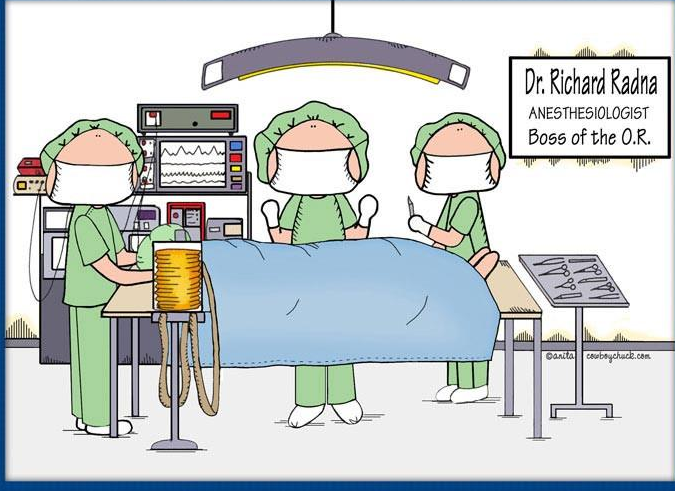 Dr. Richard Radna
ANESTHESIOLOGIST
Boss of the O.R.
©anita cowboychuck.com